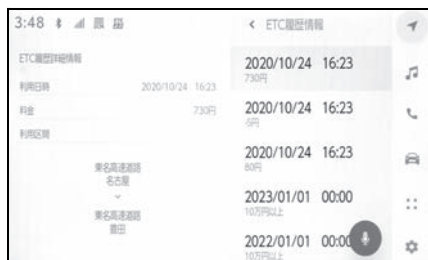 3:48
ETC履歴詳細情報
利用日時 2020/10/24 16:23
料金 730円
利用区間
東名高速道路
名古屋
東名高速道路
豊田
ETC履歴情報
2020/10/24 16:23
730円
2020/10/24 16:23
-5円
2020/10/24 16:23
80円
2023/01/01 00:00
10万円以上
2022/01/01 00:00
10万円以上